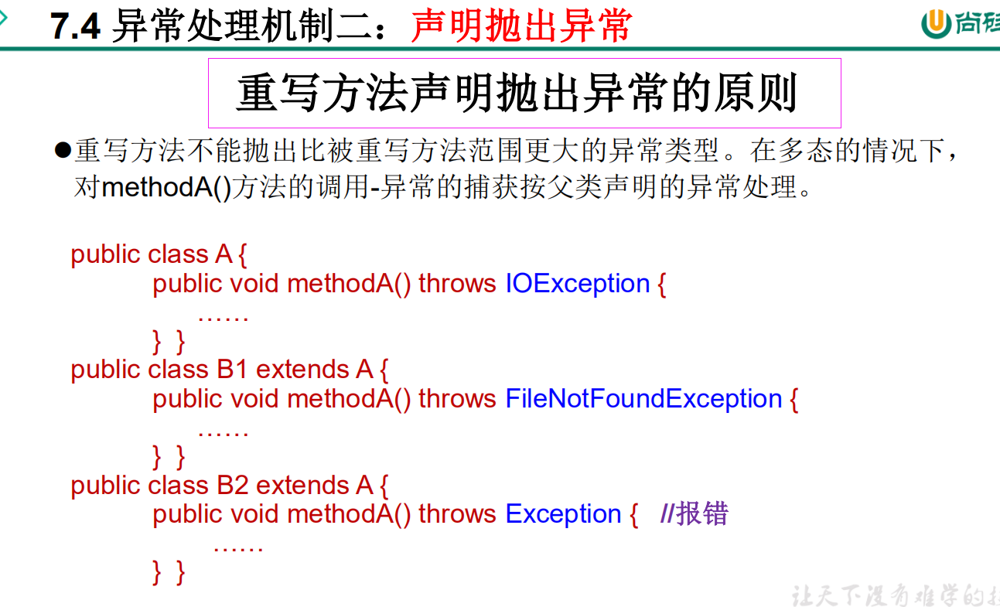 7.4 异常处理机制二：声明抛出异常
尚硅
重写方法声明抛出异常的原则
●重写方法不能抛出比被重写方法范围更大的异常类型。在多态的情况下，
对methodA()方法的调用-异常的捕获按父类声明的异常处理。
public class A {
public void methodA() throws IOException {
……
} }
public class B1 extends A {
public void methodA() throws FileNotFoundException {
……
} }
public class B2 extends A {
public void methodA() throws Exception { //报错
……
} }
让天下没有难学的